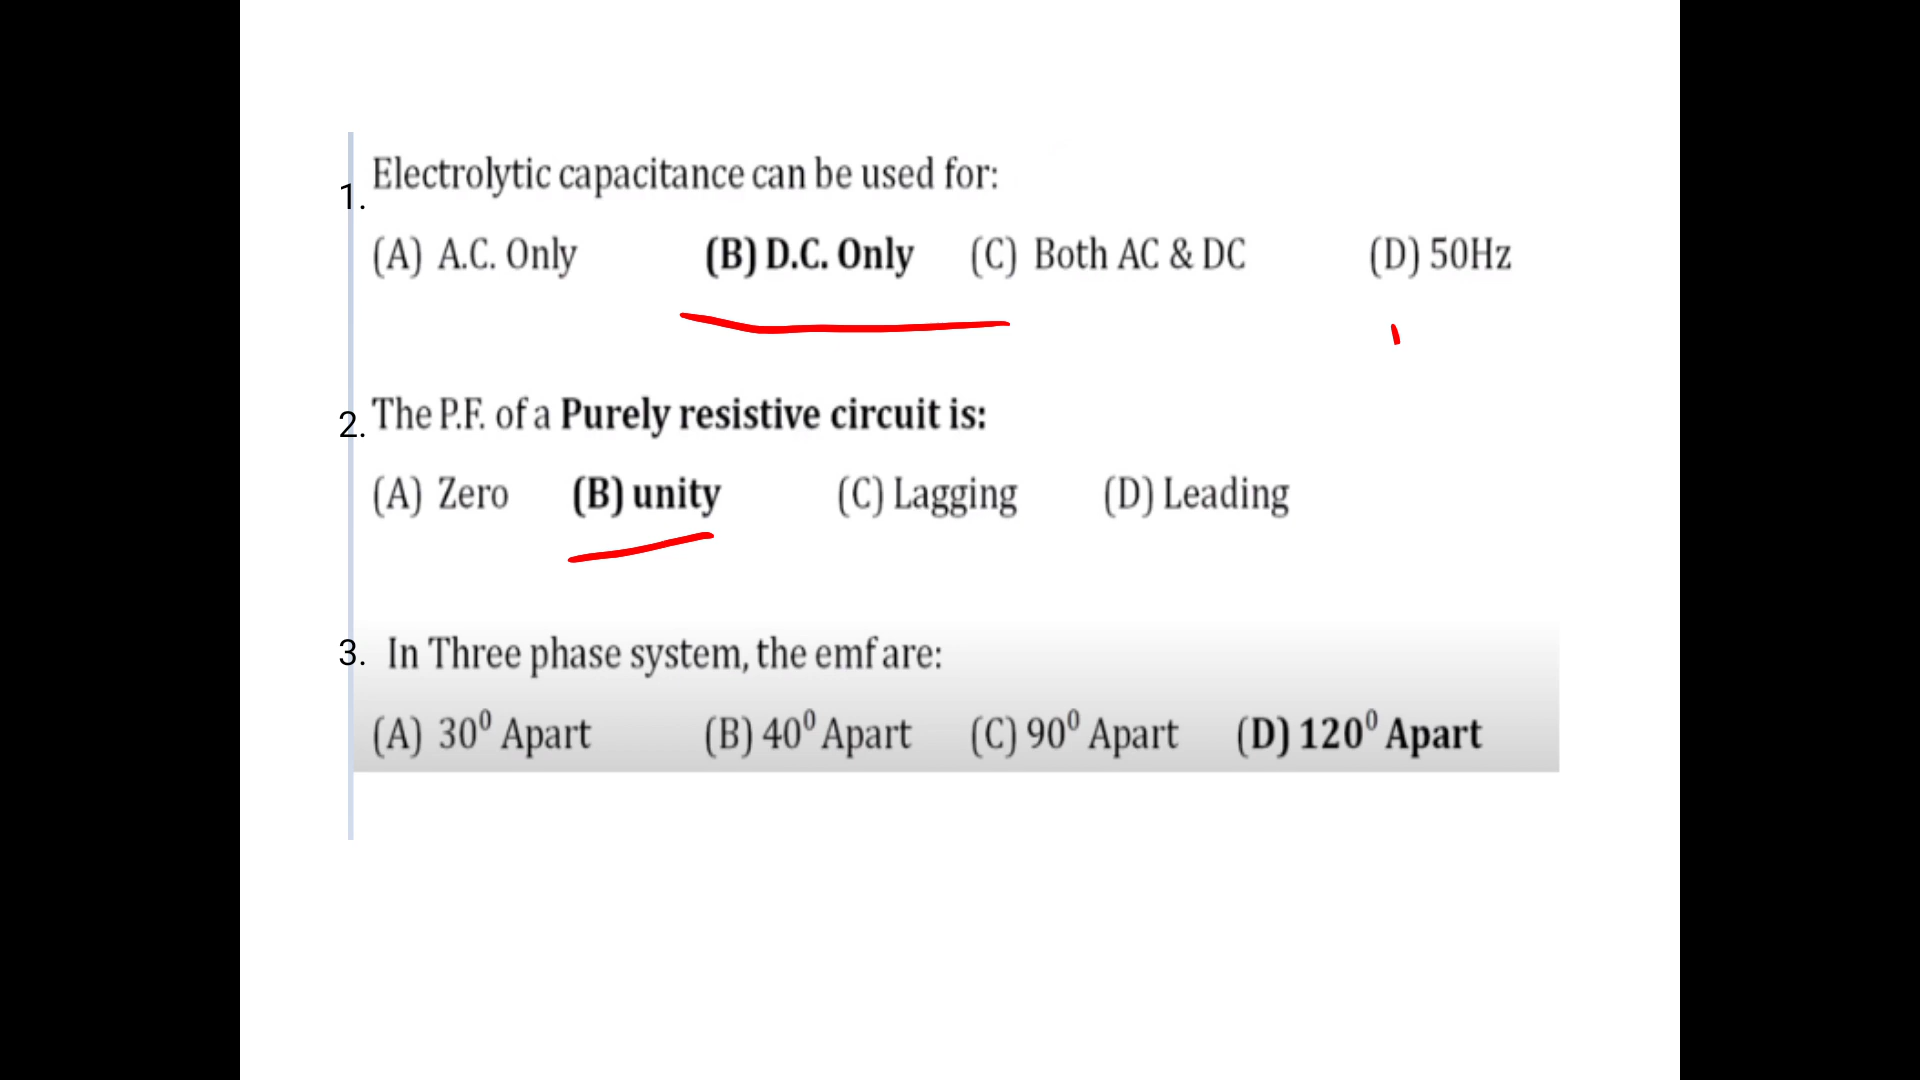 1. Electrolytic capacitance can be used for:
(A) A.C. Only (B) D.C. Only (C) Both AC & DC (D) 50Hz
2. The P.F. of a Purely resistive circuit is:
(A) Zero (B) unity (C) Lagging (D) Leading
3. In Three phase system, the emf are:
(A) 30⁰ Apart (B) 40⁰ Apart (C) 90⁰ Apart (D) 120⁰ Apart